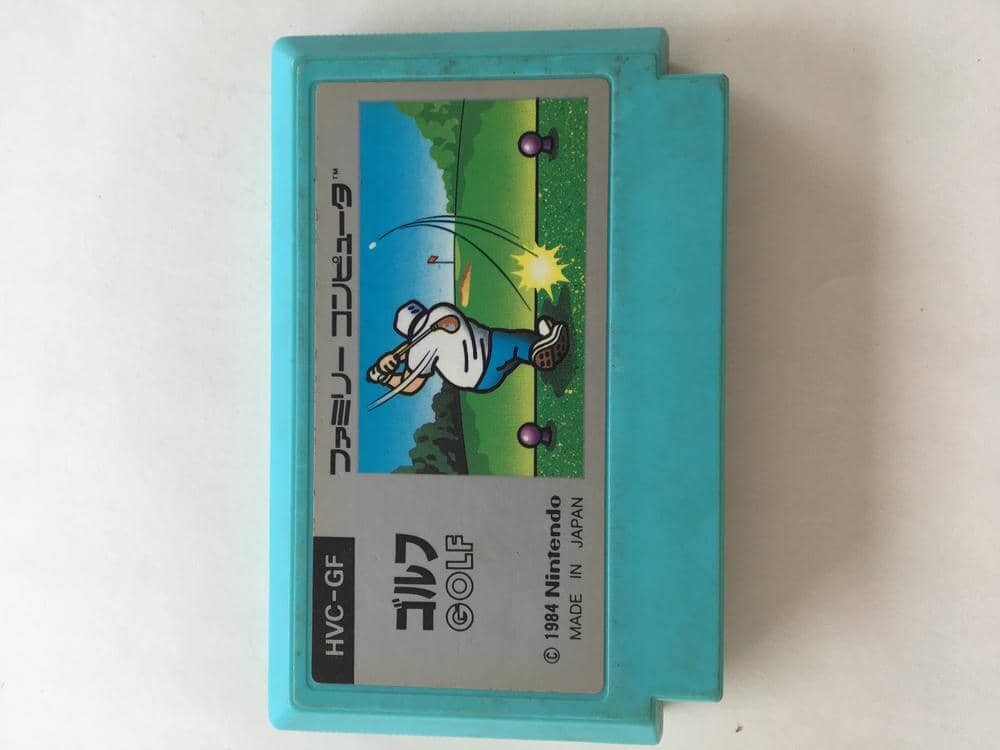 HVC-GF
ファミリー コンピュータ™
ゴルフ
GOLF
© 1984 Nintendo
MADE IN JAPAN